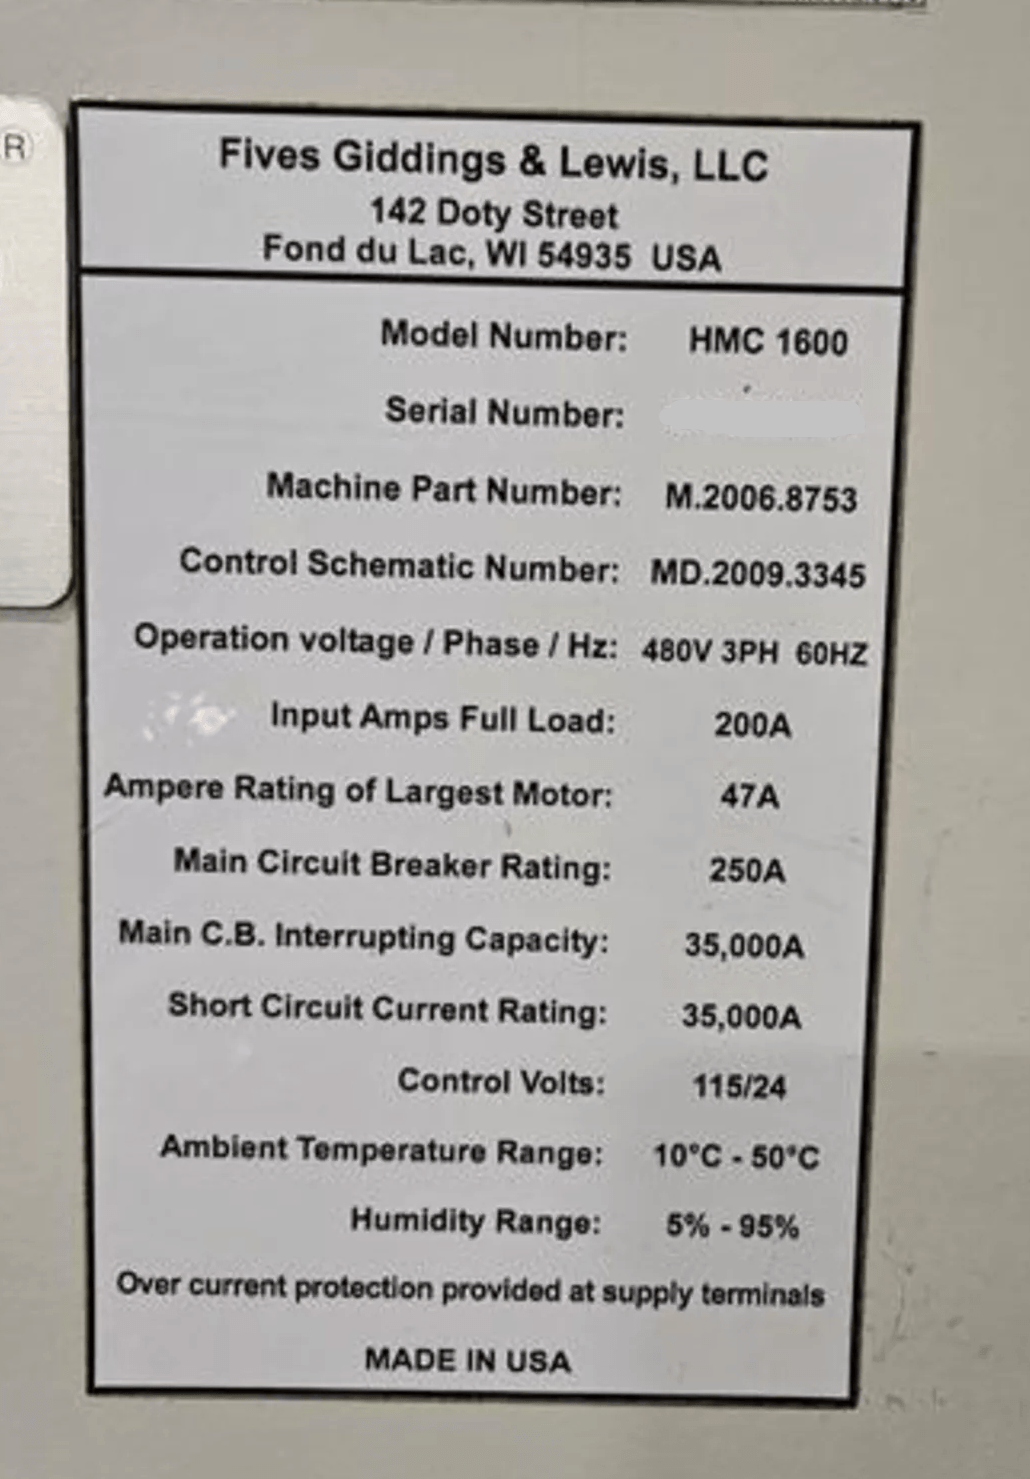 ®
Fives Giddings & Lewis, LLC
142 Doty Street
Fond du Lac, WI 54935 USA
Model Number: HMC 1600
Serial Number:
Machine Part Number: M.2006.8753
Control Schematic Number: MD.2009.3345
Operation voltage / Phase / Hz: 480V 3PH 60HZ
Input Amps Full Load: 200A
Ampere Rating of Largest Motor: 47A
Main Circuit Breaker Rating: 250A
Main C.B. Interrupting Capacity: 35,000A
Short Circuit Current Rating: 35,000A
Control Volts: 115/24
Ambient Temperature Range: 10°C - 50°C
Humidity Range: 5% - 95%
Over current protection provided at supply terminals
MADE IN USA